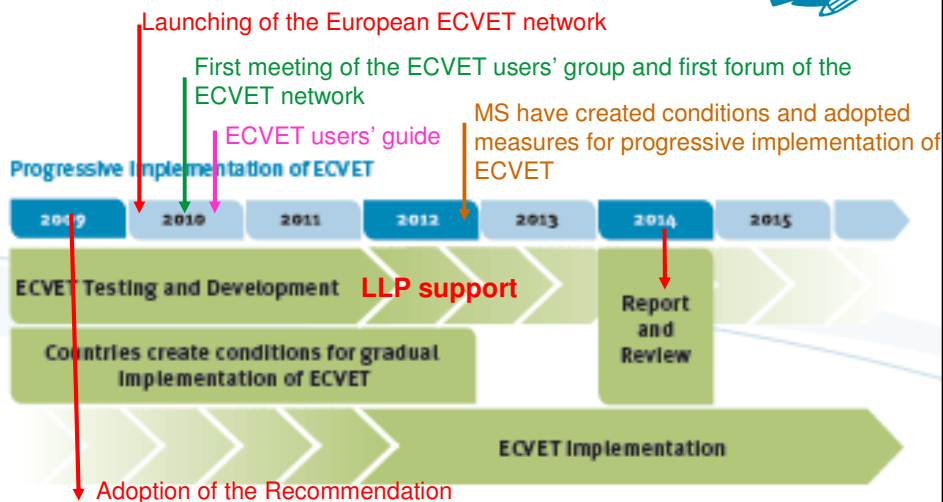 Launching of the European ECVET network
First meeting of the ECVET users' group and first forum of the
ECVET network
MS have created conditions and adopted
measures for progressive implementation of
ECVET
ECVET users' guide
Progressive Implementation of ECVET
2009 2010 2011 2012 2013 2014 2015
ECVET Testing and Development LLP support
Report
and
Review
Countries create conditions for gradual
Implementation of ECVET
ECVET Implementation
Adoption of the Recommendation